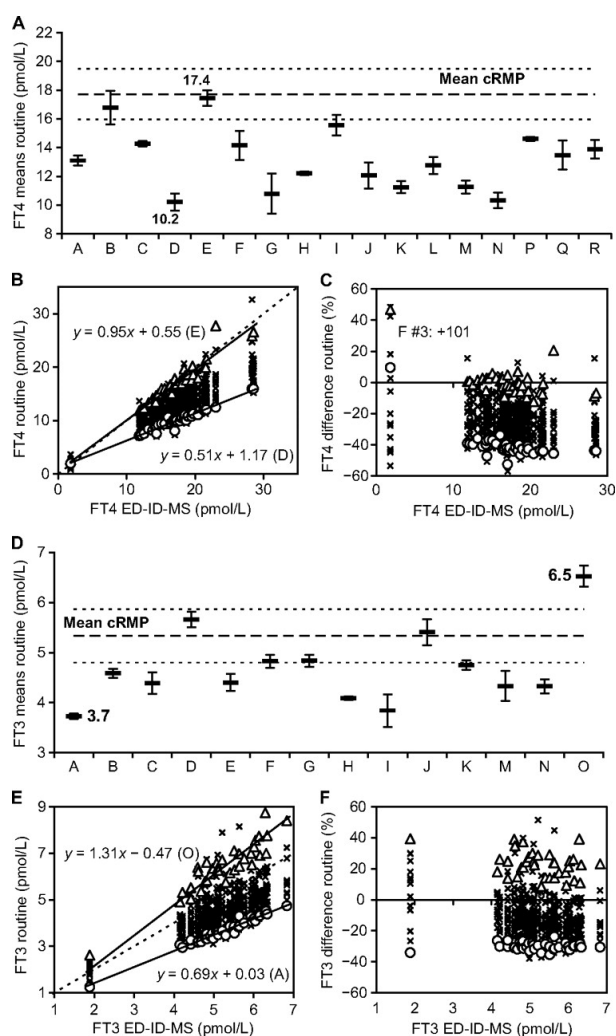 A
FT4 means routine (pmol/L)
22
20
18
16
14
12
10
8
17.4
Mean cRMP
10.2
A B C D E F G H I J K L M N P Q R
B
FT4 routine (pmol/L)
30
20
10
0
y = 0.95x + 0.55 (E)
y = 0.51x + 1.17 (D)
0 10 20 30
FT4 ED-ID-MS (pmol/L)
C
FT4 difference routine (%)
60
40
20
0
−20
−40
−60
F #3: +101
0 10 20 30
FT4 ED-ID-MS (pmol/L)
D
FT3 means routine (pmol/L)
7
6
5
4
3
6.5
Mean cRMP
3.7
A B C D E F G H I J K M N O
E
FT3 routine (pmol/L)
9
7
5
3
1
y = 1.31x − 0.47 (O)
y = 0.69x + 0.03 (A)
1 2 3 4 5 6 7
FT3 ED-ID-MS (pmol/L)
F
FT3 difference routine (%)
60
40
20
0
−20
−40
−60
1 2 3 4 5 6 7
FT3 ED-ID-MS (pmol/L)